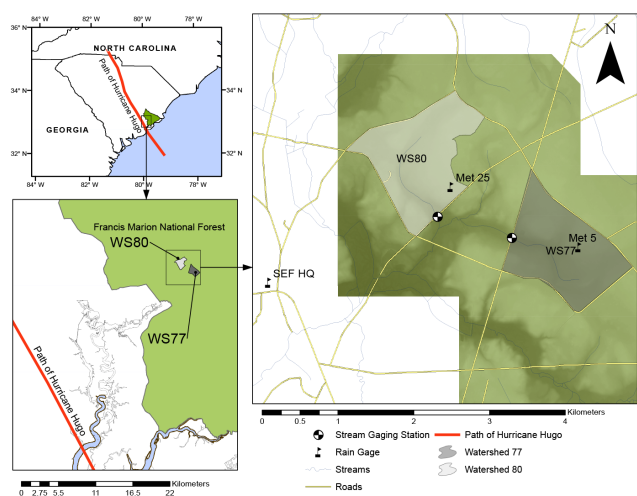 84° W 82° W 80° W 78° W
36° N
NORTH CAROLINA
Path of Hurricane Hugo
34° N
GEORGIA
32° N
36° N
34° N
32° N
84° W 82° W 80° W 78° W
Francis Marion National Forest
WS80
WS77
Path of Hurricane Hugo
Kilometers
0 2.75 5.5 11 16.5 22
N
WS80
Met 25
Met 5
WS77
SEF HQ
Kilometers
0 0.5 1 2 3 4
Stream Gaging Station
Rain Gage
Streams
Roads
Path of Hurricane Hugo
Watershed 77
Watershed 80